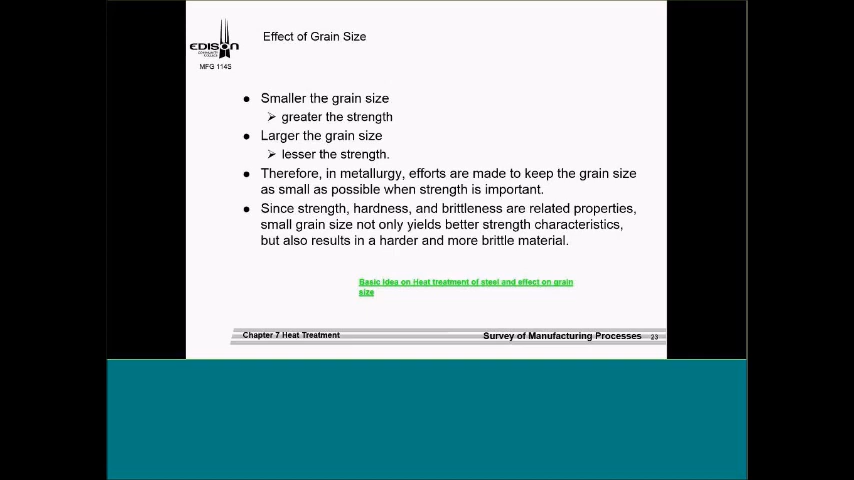 Effect of Grain Size
EDISON
MFG 114S
Smaller the grain size
greater the strength
Larger the grain size
lesser the strength.
Therefore, in metallurgy, efforts are made to keep the grain size
as small as possible when strength is important.
Since strength, hardness, and brittleness are related properties,
small grain size not only yields better strength characteristics,
but also results in a harder and more brittle material.
Basic Idea on Heat treatment of steel and effect on grain
size
Chapter 7 Heat Treatment
Survey of Manufacturing Processes 23